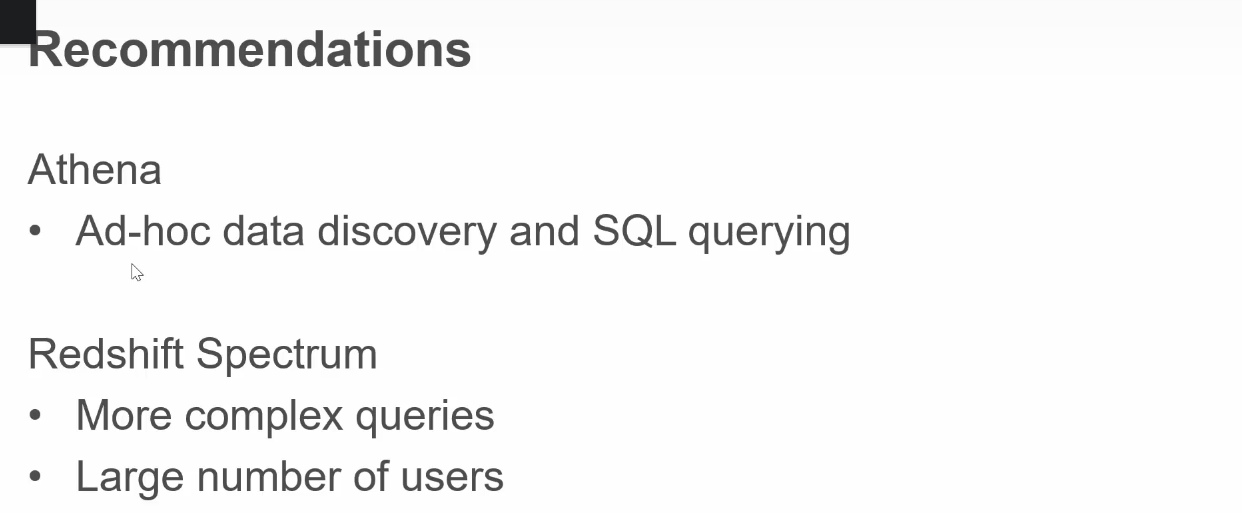 Recommendations
Athena
• Ad-hoc data discovery and SQL querying
Redshift Spectrum
• More complex queries
• Large number of users